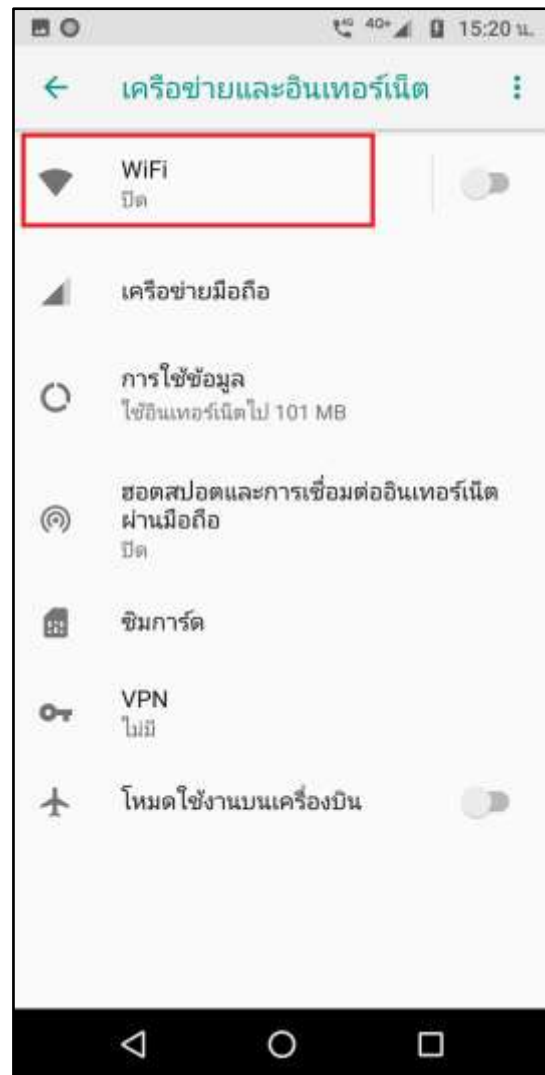 15:20 น.
เครือข่ายและอินเทอร์เน็ต
WiFi
ปิด
เครือข่ายมือถือ
การใช้ข้อมูล
ใช้อินเทอร์เน็ตไป 101 MB
ฮอตสปอตและการเชื่อมต่ออินเทอร์เน็ต
ผ่านมือถือ
ปิด
ซิมการ์ด
VPN
ไม่มี
โหมดใช้งานบนเครื่องบิน